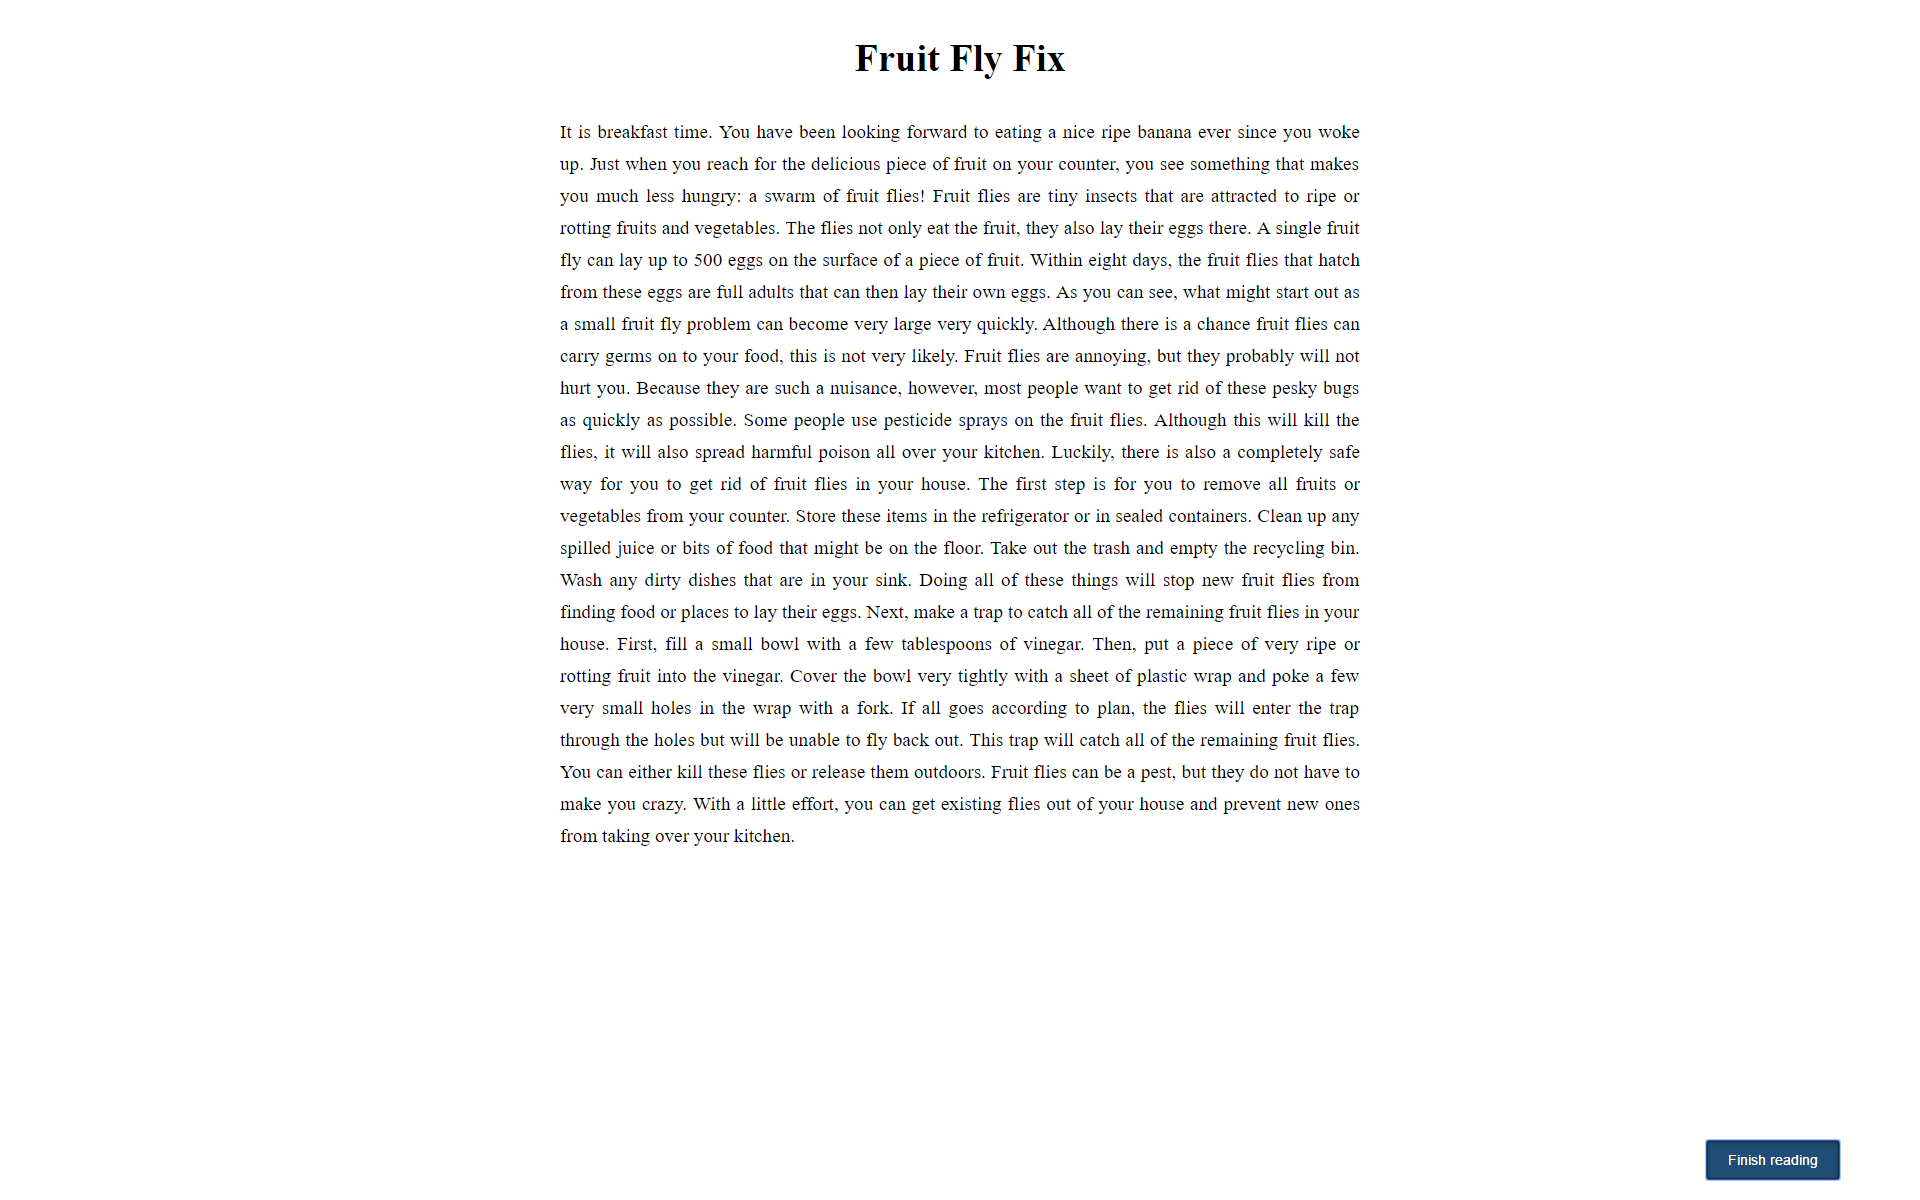 Fruit Fly Fix
It is breakfast time. You have been looking forward to eating a nice ripe banana ever since you woke
up. Just when you reach for the delicious piece of fruit on your counter, you see something that makes
you much less hungry: a swarm of fruit flies! Fruit flies are tiny insects that are attracted to ripe or
rotting fruits and vegetables. The flies not only eat the fruit, they also lay their eggs there. A single fruit
fly can lay up to 500 eggs on the surface of a piece of fruit. Within eight days, the fruit flies that hatch
from these eggs are full adults that can then lay their own eggs. As you can see, what might start out as
a small fruit fly problem can become very large very quickly. Although there is a chance fruit flies can
carry germs on to your food, this is not very likely. Fruit flies are annoying, but they probably will not
hurt you. Because they are such a nuisance, however, most people want to get rid of these pesky bugs
as quickly as possible. Some people use pesticide sprays on the fruit flies. Although this will kill the
flies, it will also spread harmful poison all over your kitchen. Luckily, there is also a completely safe
way for you to get rid of fruit flies in your house. The first step is for you to remove all fruits or
vegetables from your counter. Store these items in the refrigerator or in sealed containers. Clean up any
spilled juice or bits of food that might be on the floor. Take out the trash and empty the recycling bin.
Wash any dirty dishes that are in your sink. Doing all of these things will stop new fruit flies from
finding food or places to lay their eggs. Next, make a trap to catch all of the remaining fruit flies in your
house. First, fill a small bowl with a few tablespoons of vinegar. Then, put a piece of very ripe or
rotting fruit into the vinegar. Cover the bowl very tightly with a sheet of plastic wrap and poke a few
very small holes in the wrap with a fork. If all goes according to plan, the flies will enter the trap
through the holes but will be unable to fly back out. This trap will catch all of the remaining fruit flies.
You can either kill these flies or release them outdoors. Fruit flies can be a pest, but they do not have to
make you crazy. With a little effort, you can get existing flies out of your house and prevent new ones
from taking over your kitchen.
Finish reading